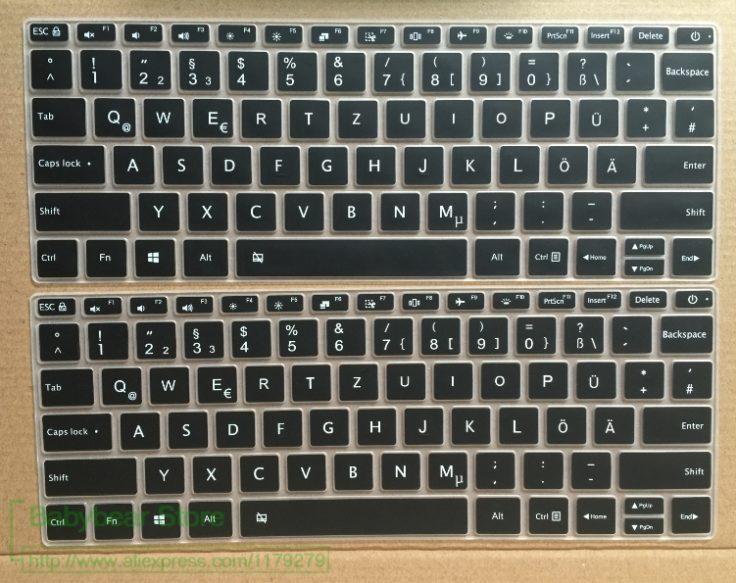 ESC F1 F2 F3 F4 F5 F6 F7 F8 F9 F10 PrtScn F11 Insert F12 Delete
° ! " § $ % & / ( ) = ? `
^ 1 2 2 3 3 4 5 6 7 { 8 [ 9 ] 0 } ß \ ´ Backspace
Tab Q @ W E € R T Z U I O P Ü * + ' #
Caps lock A S D F G H J K L Ö Ä Enter
Shift Y X C V B N M µ ; , : . _ - Shift
Ctrl Fn Alt Alt Ctrl ◀Home ▲PgUp ▼PgDn End▶
ESC F1 F2 F3 F4 F5 F6 F7 F8 F9 F10 PrtScn F11 Insert F12 Delete
° ! " § $ % & / ( ) = ? `
^ 1 2 2 3 3 4 5 6 7 { 8 [ 9 ] 0 } ß \ ´ Backspace
Tab Q @ W E € R T Z U I O P Ü * + ' #
Caps lock A S D F G H J K L Ö Ä Enter
Shift Y X C V B N M µ ; , : . _ - Shift
Ctrl Fn Alt Alt Ctrl ◀Home ▲PgUp ▼PgDn End▶
Babybear Store
http://www.aliexpress.com/1179279